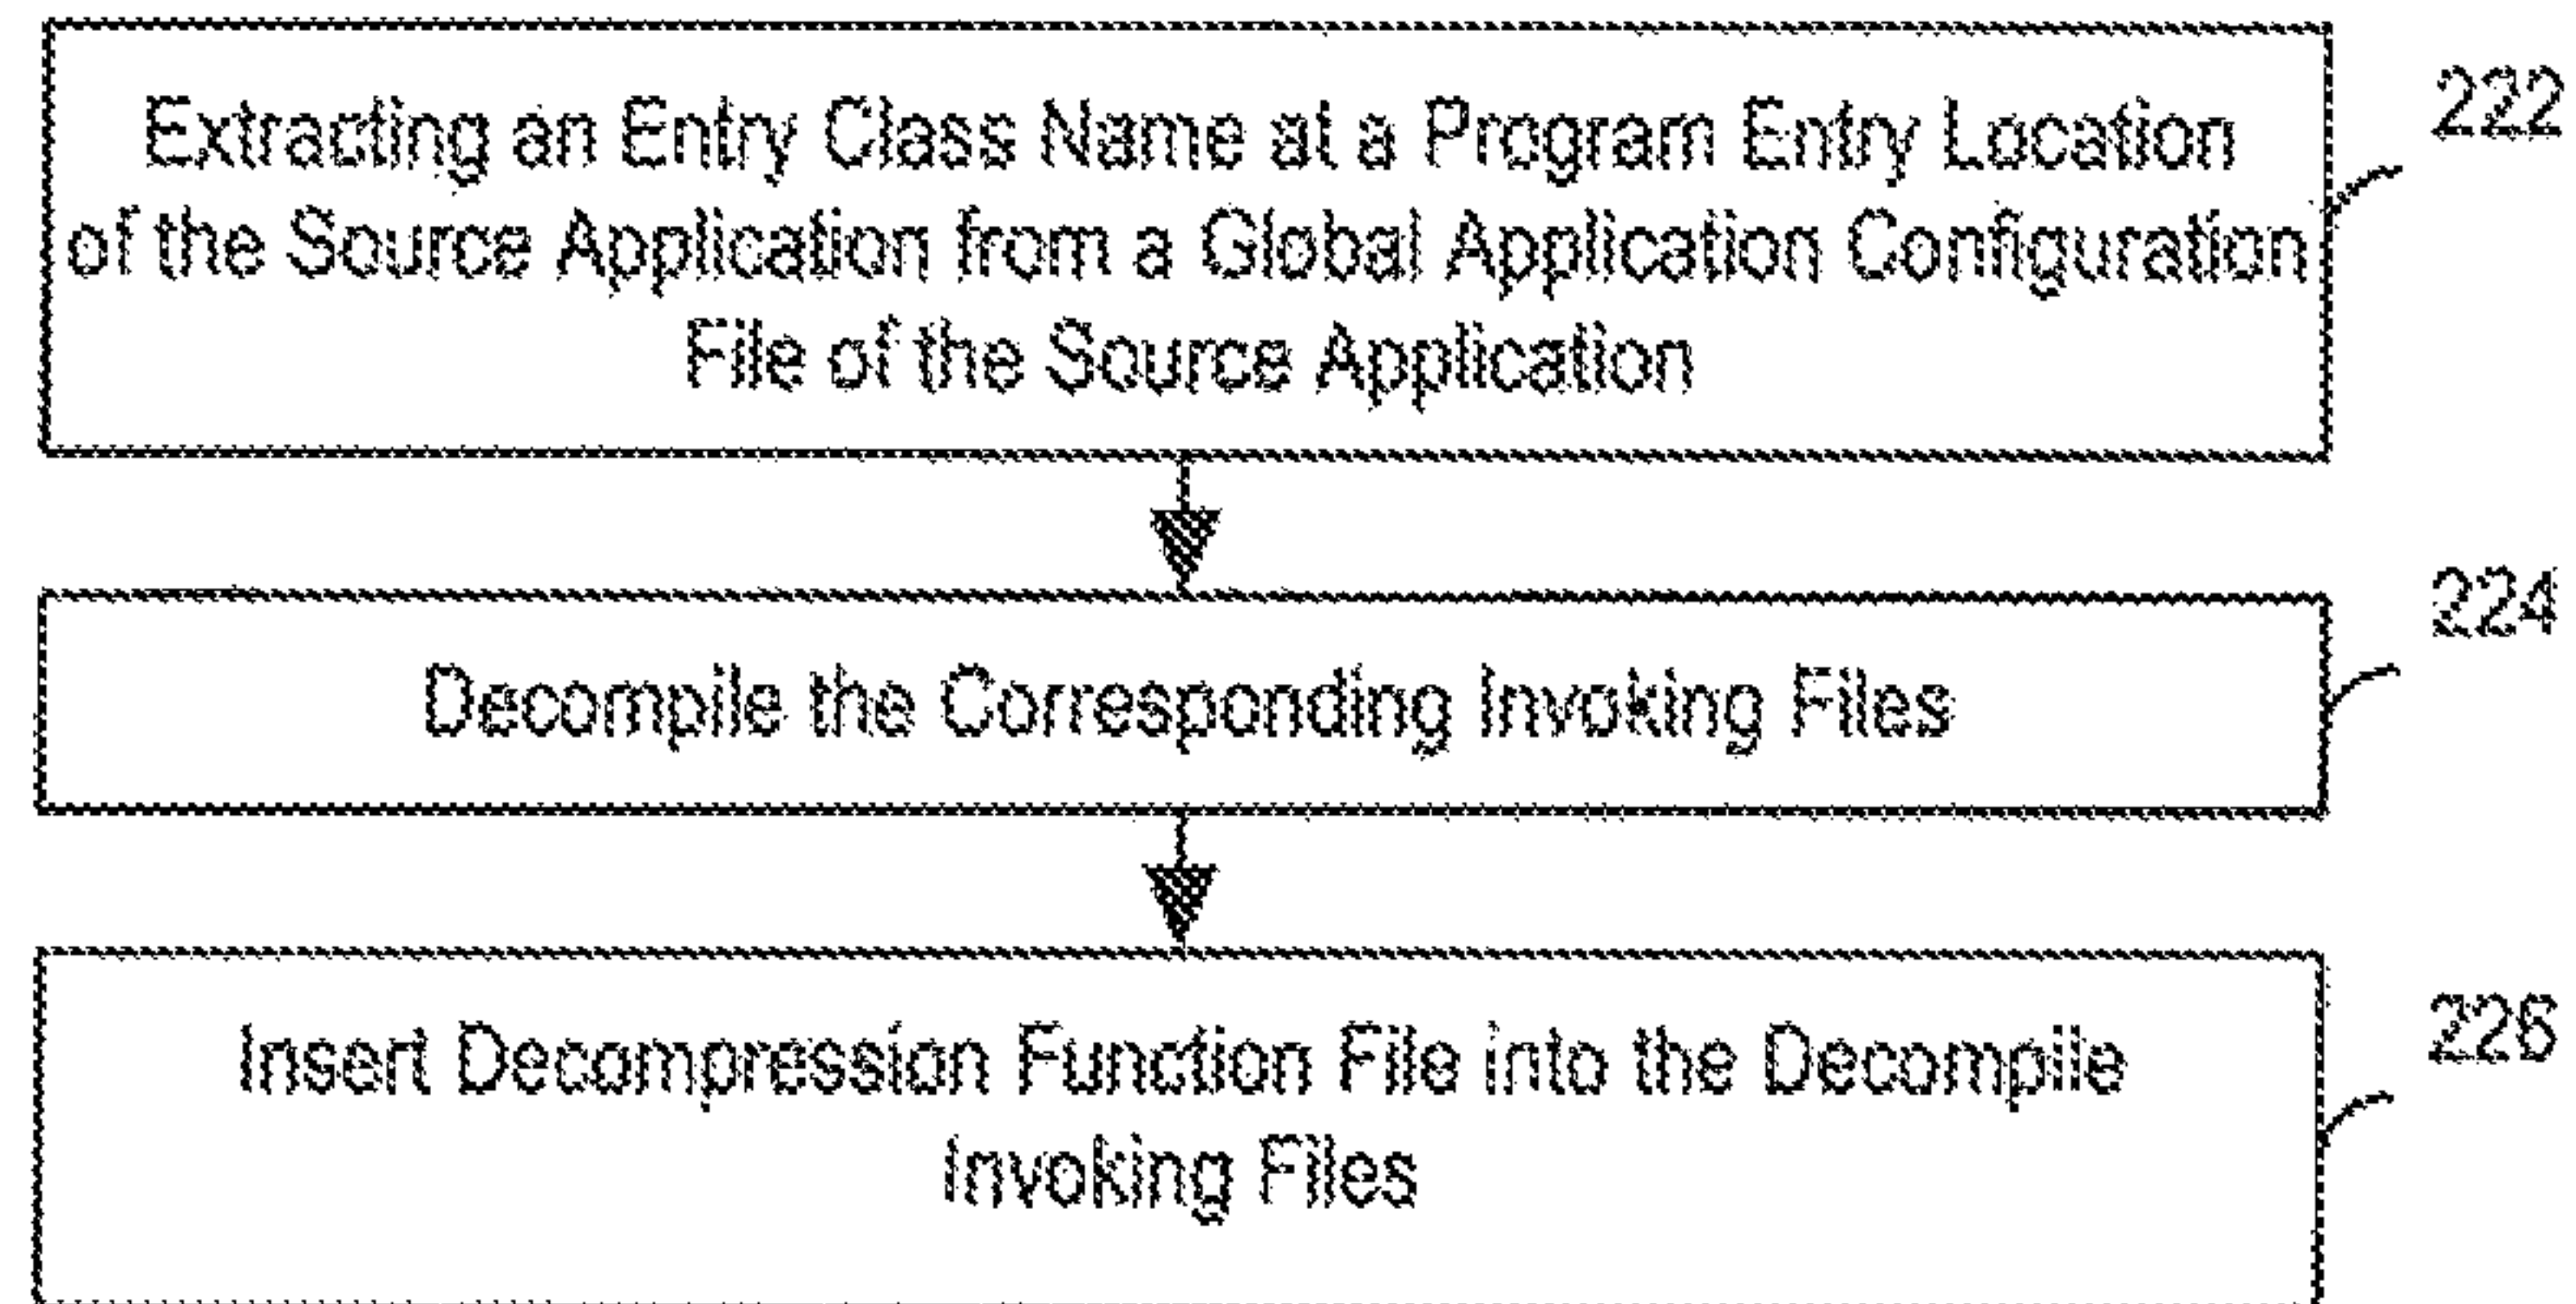 Extracting an Entry Class Name at a Program Entry Location
of the Source Application from a Global Application Configuration
File of the Source Application
222
Decompile the Corresponding Invoking Files
224
Insert Decompression Function File into the Decompile
Invoking Files
226